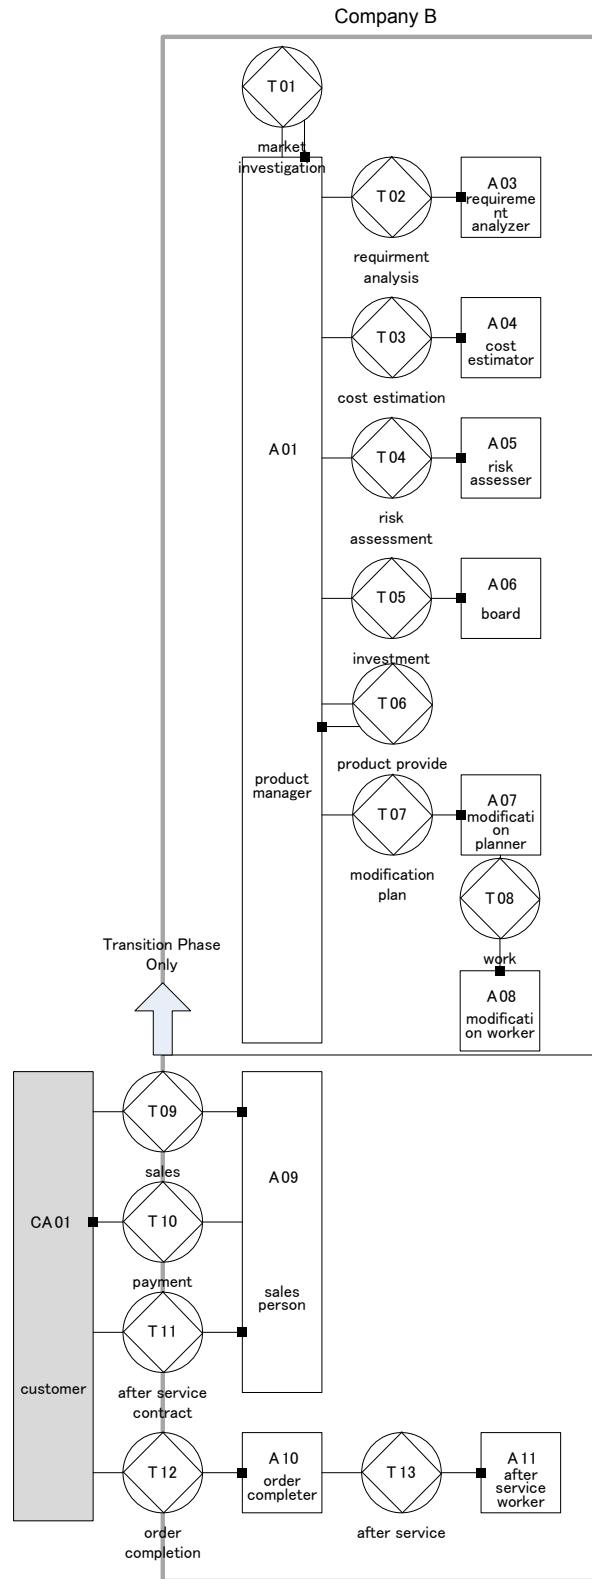 Company B
T01
market
investigation
T02
requirment
analysis
A03
requireme
nt
analyzer
T03
cost estimation
A04
cost
estimator
A01
T04
risk
assessment
A05
risk
assesser
T05
investment
A06
board
T06
product provide
product
manager
T07
modification
plan
A07
modificati
on
planner
T08
work
A08
modificati
on worker
Transition Phase
Only
T09
sales
A09
CA01
T10
payment
sales
person
T11
after service
contract
customer
T12
order
completion
A10
order
completer
T13
after service
A11
after
service
worker